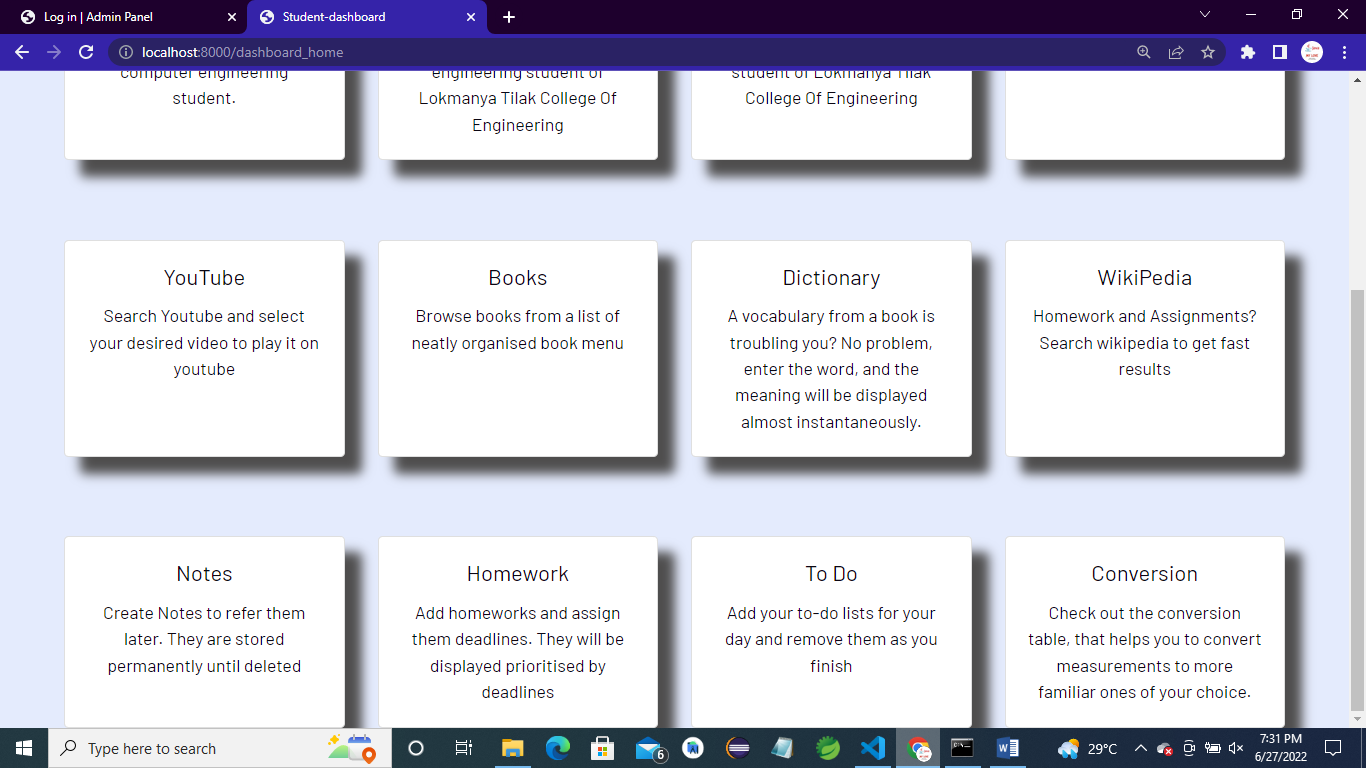 Log in | Admin Panel
Student-dashboard
localhost:8000/dashboard_home
computer engineering
student.
engineering student of
Lokmanya Tilak College Of
Engineering
student of Lokmanya Tilak
College Of Engineering
YouTube
Search Youtube and select
your desired video to play it on
youtube
Books
Browse books from a list of
neatly organised book menu
Dictionary
A vocabulary from a book is
troubling you? No problem,
enter the word, and the
meaning will be displayed
almost instantaneously.
WikiPedia
Homework and Assignments?
Search wikipedia to get fast
results
Notes
Create Notes to refer them
later. They are stored
permanently until deleted
Homework
Add homeworks and assign
them deadlines. They will be
displayed prioritised by
deadlines
To Do
Add your to-do lists for your
day and remove them as you
finish
Conversion
Check out the conversion
table, that helps you to convert
measurements to more
familiar ones of your choice.
Type here to search
6
29°C
7:31 PM
6/27/2022